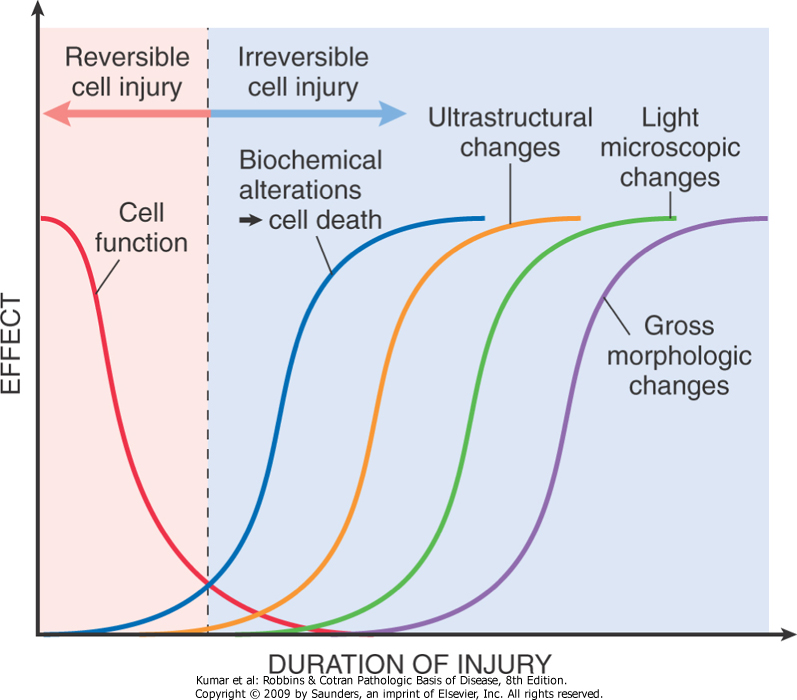 Reversible
cell injury
Irreversible
cell injury
Ultrastructural
changes
Light
microscopic
changes
Biochemical
alterations
➡ cell death
Cell
function
Gross
morphologic
changes
EFFECT
DURATION OF INJURY
Kumar et al: Robbins & Cotran Pathologic Basis of Disease, 8th Edition.
Copyright © 2009 by Saunders, an imprint of Elsevier, Inc. All rights reserved.